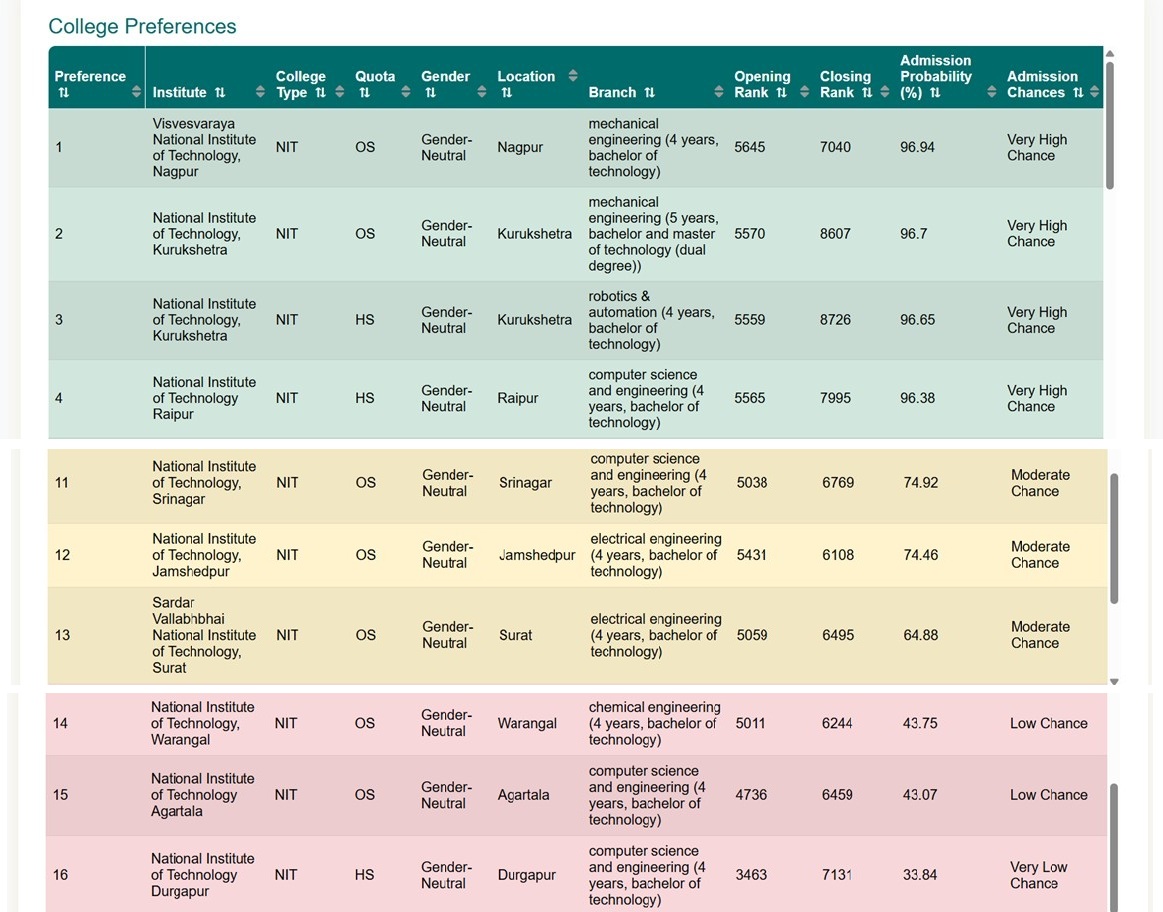 College Preferences
Preference ⇅ Institute ⇅ College Type ⇅ Quota ⇅ Gender ⇅ Location ⇅ Branch ⇅ Opening Rank ⇅ Closing Rank ⇅ Admission Probability (%) ⇅ Admission Chances ⇅
1 Visvesvaraya National Institute of Technology, Nagpur NIT OS Gender-Neutral Nagpur mechanical engineering (4 years, bachelor of technology) 5645 7040 96.94 Very High Chance
2 National Institute of Technology, Kurukshetra NIT OS Gender-Neutral Kurukshetra mechanical engineering (5 years, bachelor and master of technology (dual degree)) 5570 8607 96.7 Very High Chance
3 National Institute of Technology, Kurukshetra NIT HS Gender-Neutral Kurukshetra robotics & automation (4 years, bachelor of technology) 5559 8726 96.65 Very High Chance
4 National Institute of Technology Raipur NIT HS Gender-Neutral Raipur computer science and engineering (4 years, bachelor of technology) 5565 7995 96.38 Very High Chance
11 National Institute of Technology, Srinagar NIT OS Gender-Neutral Srinagar computer science and engineering (4 years, bachelor of technology) 5038 6769 74.92 Moderate Chance
12 National Institute of Technology, Jamshedpur NIT OS Gender-Neutral Jamshedpur electrical engineering (4 years, bachelor of technology) 5431 6108 74.46 Moderate Chance
13 Sardar Vallabhbhai National Institute of Technology, Surat NIT OS Gender-Neutral Surat electrical engineering (4 years, bachelor of technology) 5059 6495 64.88 Moderate Chance
14 National Institute of Technology, Warangal NIT OS Gender-Neutral Warangal chemical engineering (4 years, bachelor of technology) 5011 6244 43.75 Low Chance
15 National Institute of Technology Agartala NIT OS Gender-Neutral Agartala computer science and engineering (4 years, bachelor of technology) 4736 6459 43.07 Low Chance
16 National Institute of Technology Durgapur NIT HS Gender-Neutral Durgapur computer science and engineering (4 years, bachelor of technology) 3463 7131 33.84 Very Low Chance